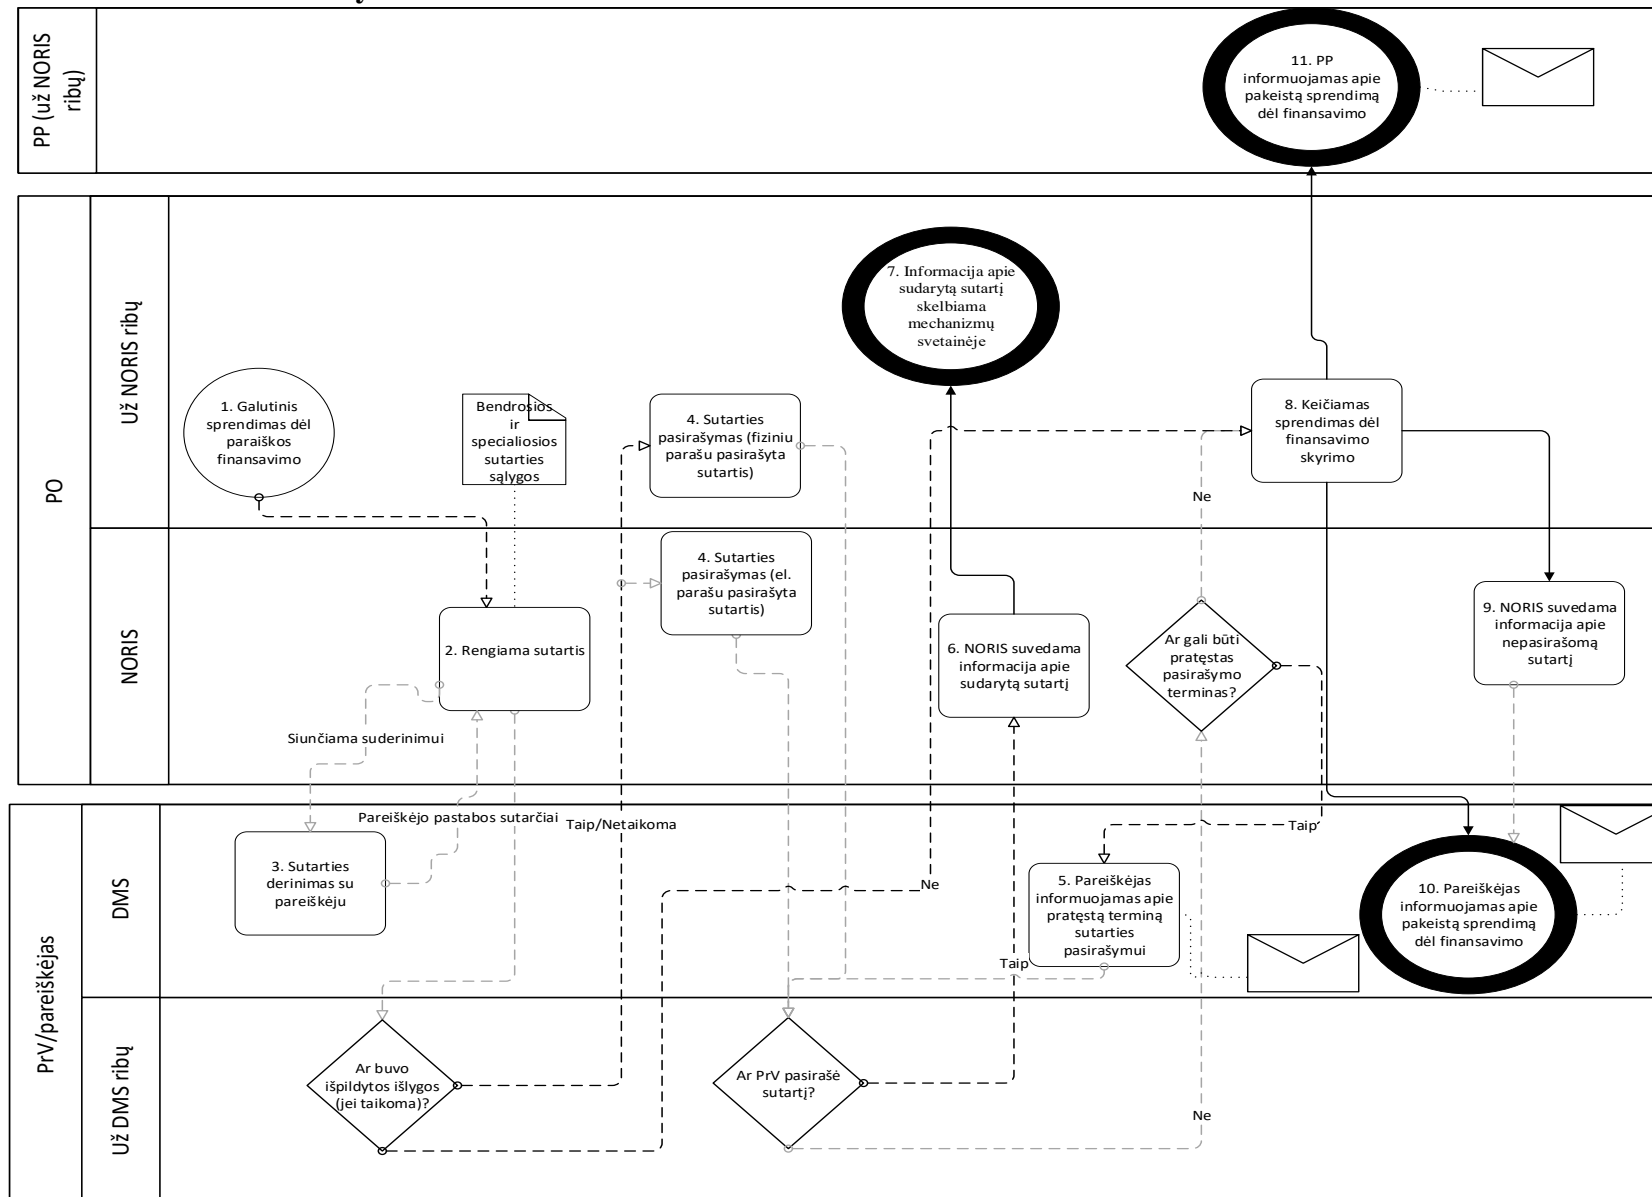 PP (už NORIS
ribų)
11. PP
informuojamas apie
pakeistą sprendimą
dėl finansavimo
PO
Už NORIS ribų
7. Informacija apie
sudarytą sutartį
skelbiama
mechanizmų
svetainėje
1. Galutinis
sprendimas dėl
paraiškos
finansavimo
Bendrosios
ir
specialiosios
sutarties
sąlygos
4. Sutarties
pasirašymas (fiziniu
parašu pasirašyta
sutartis)
8. Keičiamas
sprendimas dėl
finansavimo
skyrimo
Ne
NORIS
4. Sutarties
pasirašymas (el.
parašu pasirašyta
sutartis)
2. Rengiama sutartis
6. NORIS suvedama
informacija apie
sudarytą sutartį
Ar gali būti
pratęstas
pasirašymo
terminas?
9. NORIS suvedama
informacija apie
nepasirašomą
sutartį
Siunčiama suderinimui
PrV/pareiškėjas
DMS
Pareiškėjo pastabos sutarčiai
Taip/Netaikoma
Taip
3. Sutarties
derinimas su
pareiškėju
Ne
5. Pareiškėjas
informuojamas apie
pratęstą terminą
sutarties
pasirašymui
10. Pareiškėjas
informuojamas apie
pakeistą sprendimą
dėl finansavimo
Taip
Už DMS ribų
Ar buvo
išpildytos išlygos
(jei taikoma)?
Ar PrV pasirašė
sutartį?
Ne